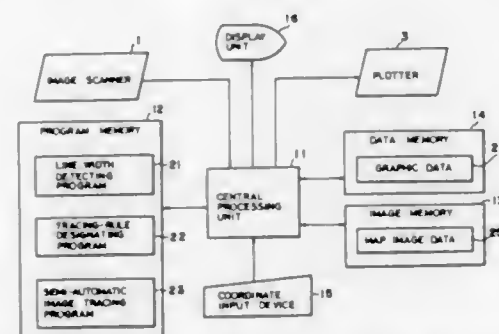 16
1
DISPLAY
UNIT
3
IMAGE SCANNER
PLOTTER
12
PROGRAM MEMORY
14
11
DATA MEMORY
LINE WIDTH
DETECTING
PROGRAM
21
GRAPHIC DATA
CENTRAL
PROCESSING
UNIT
TRACING-RULE
DESIGNATING
PROGRAM
22
IMAGE MEMORY
MAP IMAGE DATA
SEMI-AUTOMATIC
IMAGE TRACING
PROGRAM
23
COORDINATE
INPUT DEVICE
15